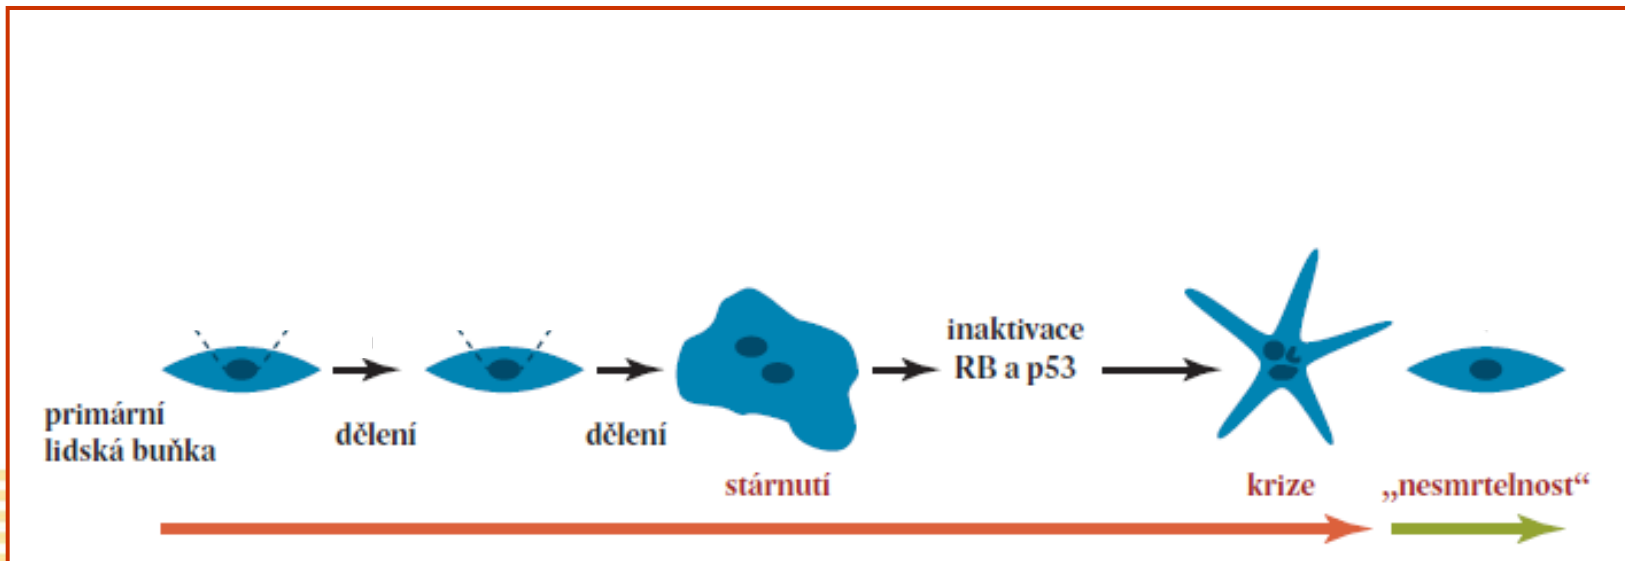 primární
lidská buňka
dělení
dělení
stárnutí
inaktivace
RB a p53
krize
„nesmrtelnost“